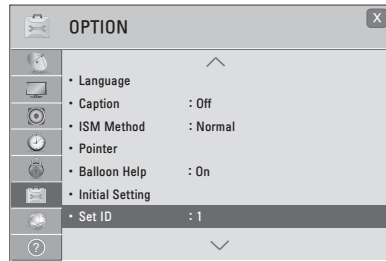 OPTION
X
• Language
• Caption : Off
• ISM Method : Normal
• Pointer
• Balloon Help : On
• Initial Setting
• Set ID : 1
?